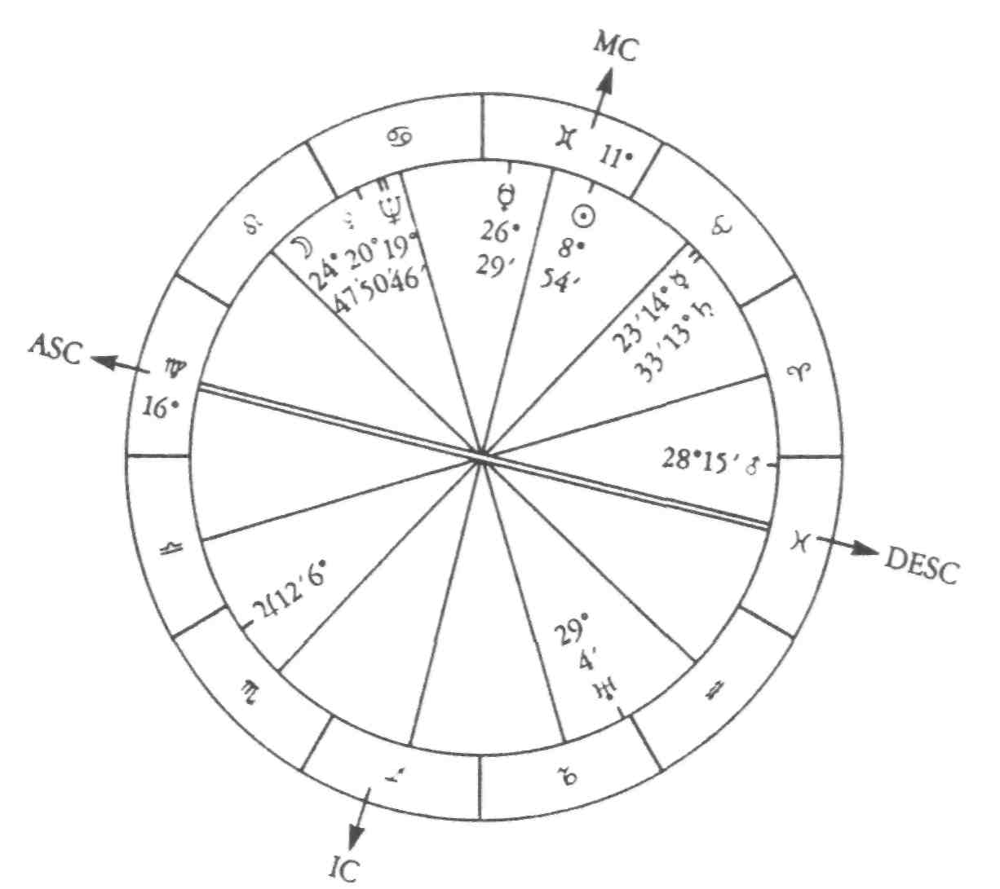 MC
♋
♊ 11°
♌
♉
☽ ♀ ♆
24° 20° 19°
47′ 50′ 46′
26°
29′
☉
8°
54′
23′ 14° ☿
33′ 13° ♄
ASC
♍
16°
♈
28° 15′ ♂
♎
♓
DESC
♃ 12′ 6°
29°
4′
♅
♏
♒
♐
♑
IC